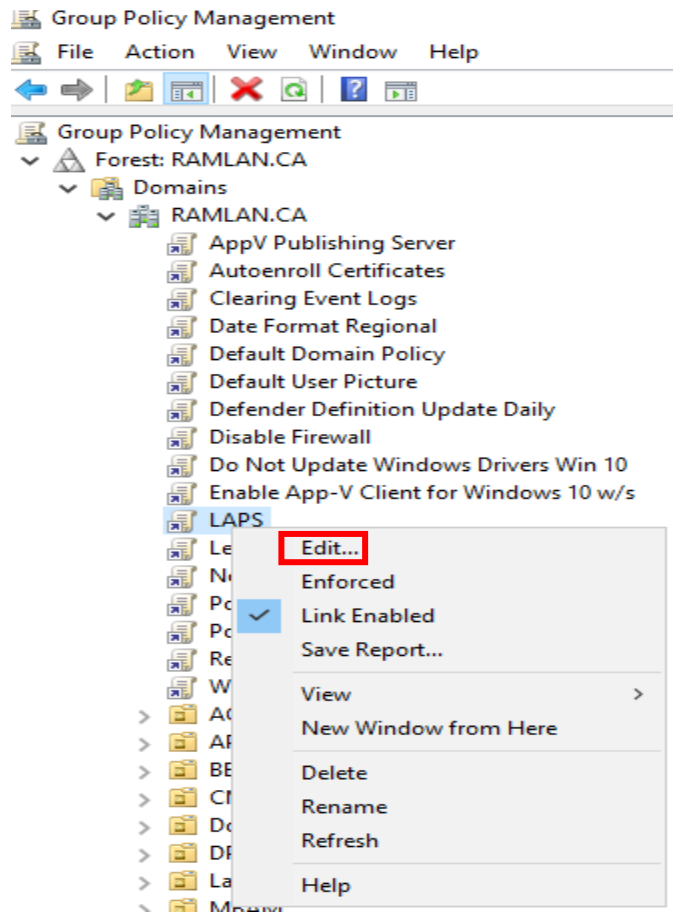 Group Policy Management
File Action View Window Help
Group Policy Management
Forest: RAMLAN.CA
Domains
RAMLAN.CA
AppV Publishing Server
Autoenroll Certificates
Clearing Event Logs
Date Format Regional
Default Domain Policy
Default User Picture
Defender Definition Update Daily
Disable Firewall
Do Not Update Windows Drivers Win 10
Enable App-V Client for Windows 10 w/s
LAPS
Edit...
Enforced
Link Enabled
Save Report...
View
New Window from Here
Delete
Rename
Refresh
Help